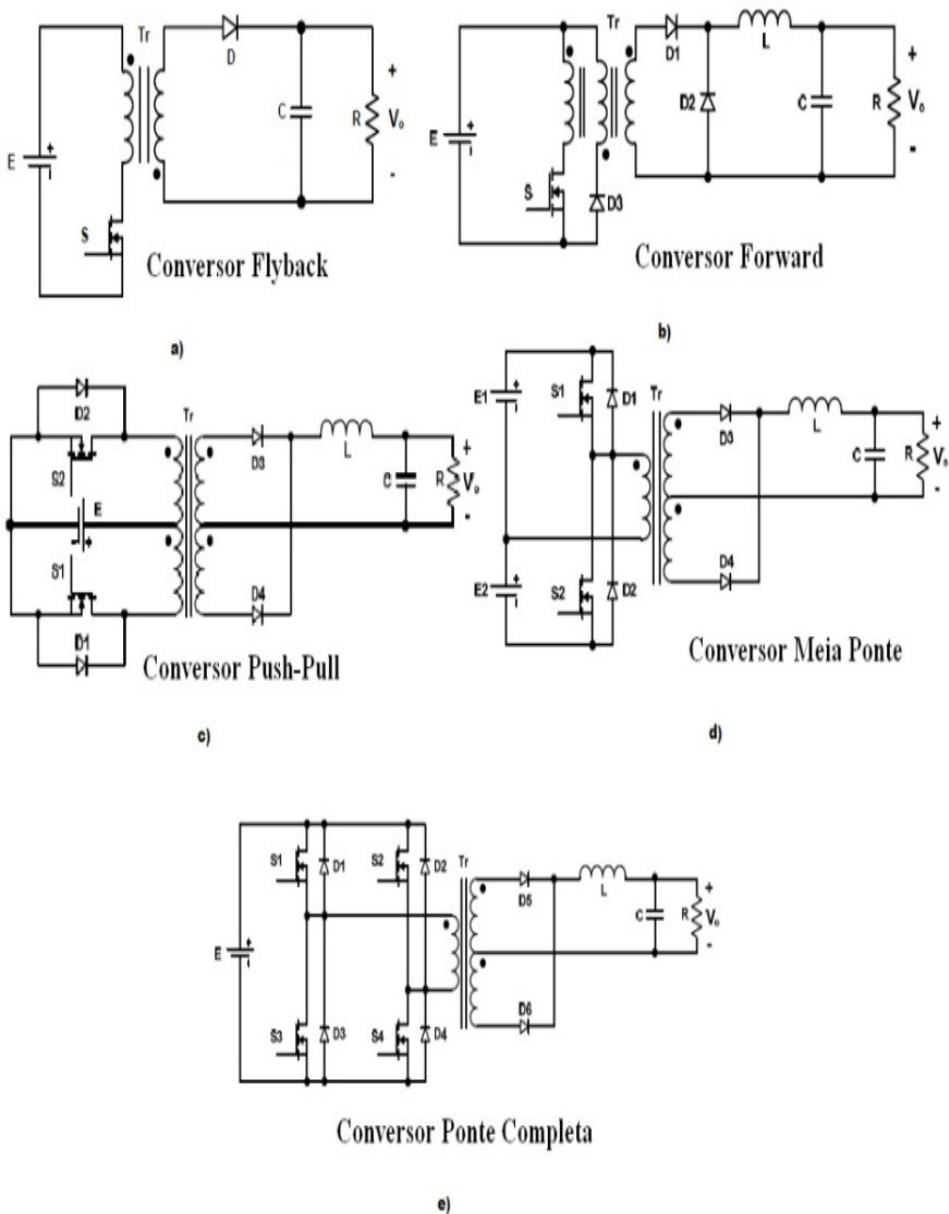 Tr
D
+
E
+
C
R
Vo
-
S
Conversor Flyback
a)
Tr
D1
L
+
E
+
D2
C
R
Vo
-
S
D3
Conversor Forward
b)
D2
Tr
D3
L
+
S2
C
R
Vo
E
-
+
S1
D4
D1
Conversor Push-Pull
c)
E1
+
S1
D1
Tr
D3
L
+
C
R
Vo
-
E2
+
S2
D2
D4
Conversor Meia Ponte
d)
S1
D1
S2
D2
Tr
D5
L
+
C
R
Vo
-
E
+
S3
D3
S4
D4
D6
Conversor Ponte Completa
e)